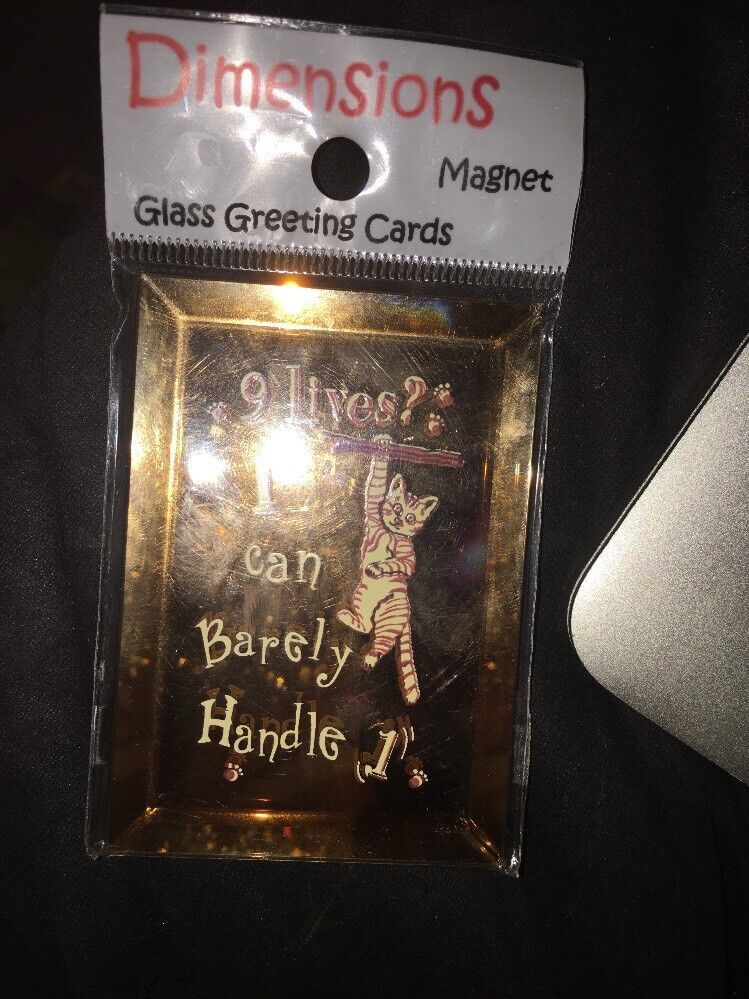 Dimensions
Magnet
Glass Greeting Cards
9 lives?
I
can
Barely
Handle 1